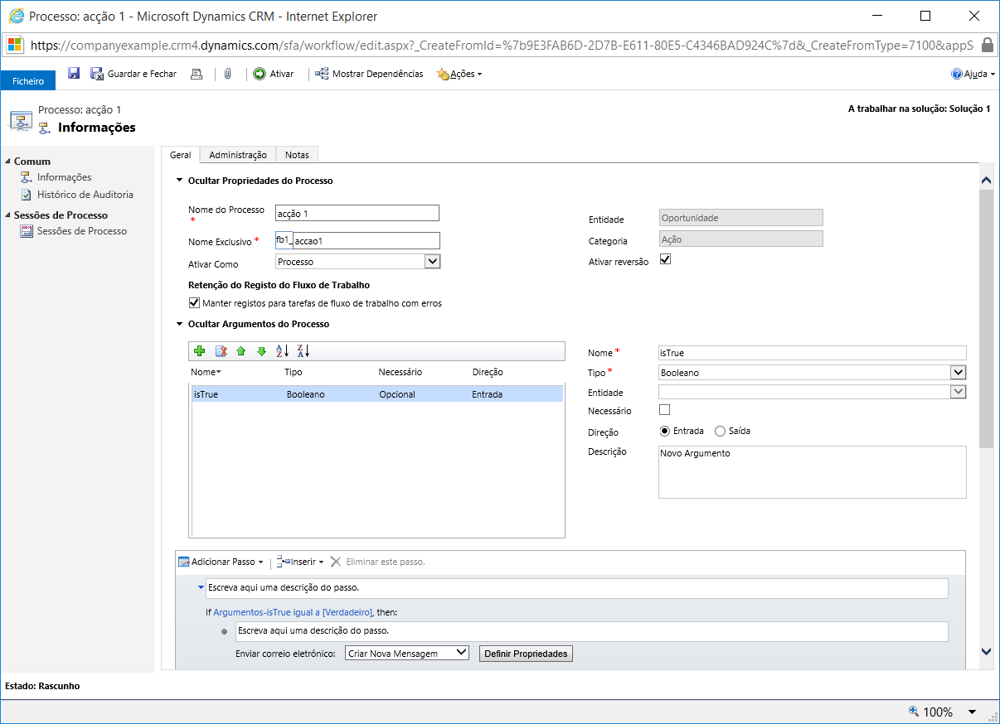 Processo: acção 1 - Microsoft Dynamics CRM - Internet Explorer
https://companyexample.crm4.dynamics.com/sfa/workflow/edit.aspx?_CreateFromId=%7b9E3FAB6D-2D7B-E611-80E5-C4346BAD924C%7d&_CreateFromType=7100&appS
Ficheiro Guardar e Fechar Ativar Mostrar Dependências Ações Ajuda
Processo: acção 1
Informações
A trabalhar na solução: Solução 1
Comum
Informações
Histórico de Auditoria
Sessões de Processo
Sessões de Processo
Geral Administração Notas
Ocultar Propriedades do Processo
Nome do Processo * acção 1
Nome Exclusivo * fb1_ accao1
Ativar Como Processo
Entidade Oportunidade
Categoria Ação
Ativar reversão
Retenção do Registo do Fluxo de Trabalho
Manter registos para tarefas de fluxo de trabalho com erros
Ocultar Argumentos do Processo
Nome Tipo Necessário Direção
isTrue Booleano Opcional Entrada
Nome * isTrue
Tipo * Booleano
Entidade
Necessário
Direção Entrada Saída
Descrição Novo Argumento
Adicionar Passo Inserir Eliminar este passo.
Escreva aqui uma descrição do passo.
If Argumentos-isTrue igual a [Verdadeiro], then:
Escreva aqui uma descrição do passo.
Enviar correio eletrónico: Criar Nova Mensagem Definir Propriedades
Estado: Rascunho
100%